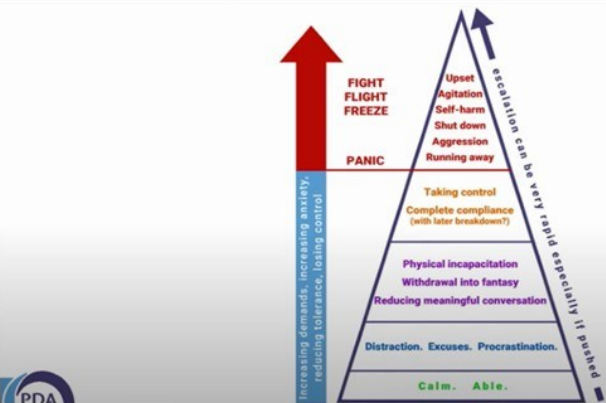 FIGHT
FLIGHT
FREEZE
PANIC
Increasing demands, increasing anxiety,
reducing tolerance, losing control
Upset
Agitation
Self-harm
Shut down
Aggression
Running away
Taking control
Complete compliance
(with later breakdown?)
Physical incapacitation
Withdrawal into fantasy
Reducing meaningful conversation
Distraction. Excuses. Procrastination.
Calm. Able.
escalation can be very rapid especially if pushed
PDA